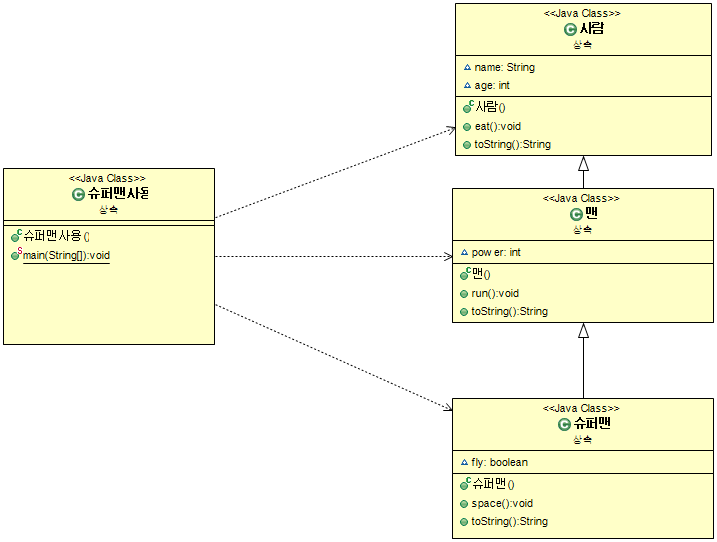 <<Java Class>>
사람
상속
name: String
age: int
사람()
eat():void
toString():String
<<Java Class>>
슈퍼맨사용
상속
슈퍼맨사용()
main(String[]):void
<<Java Class>>
맨
상속
power: int
맨()
run():void
toString():String
<<Java Class>>
슈퍼맨
상속
fly: boolean
슈퍼맨()
space():void
toString():String